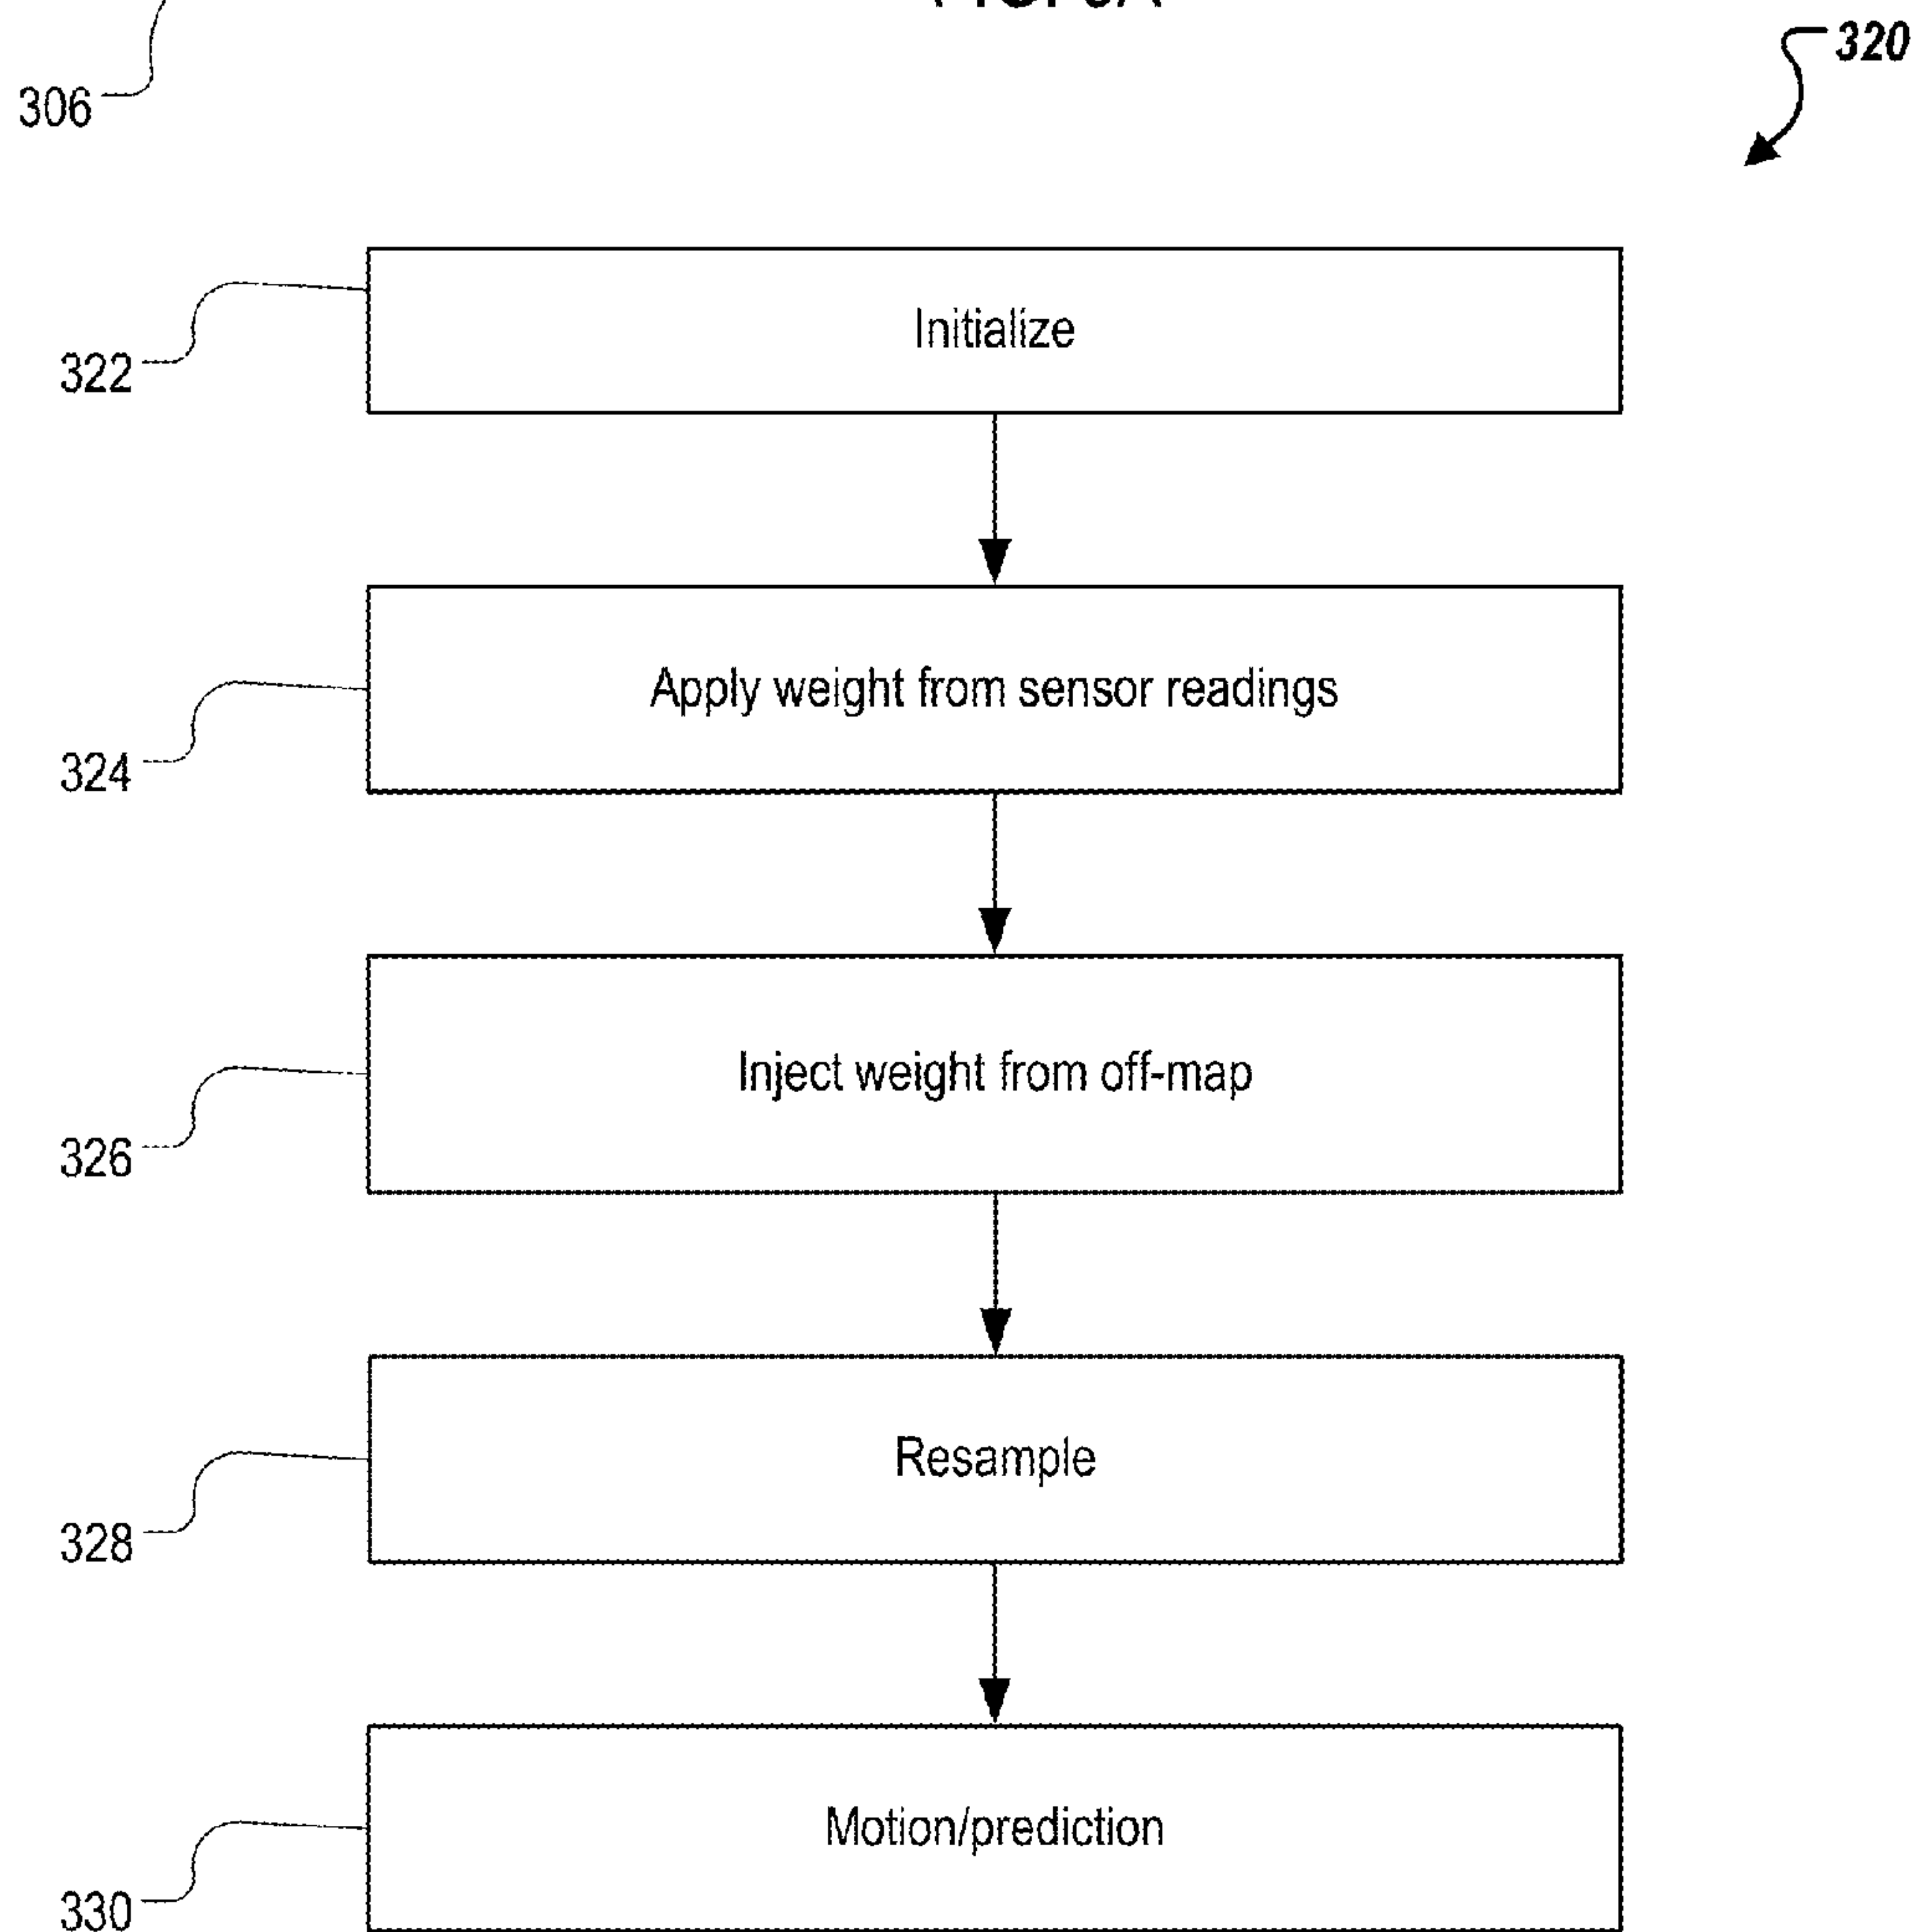 320
306
Initialize
322
Apply weight from sensor readings
324
Inject weight from off-map
326
Resample
328
Motion/prediction
330